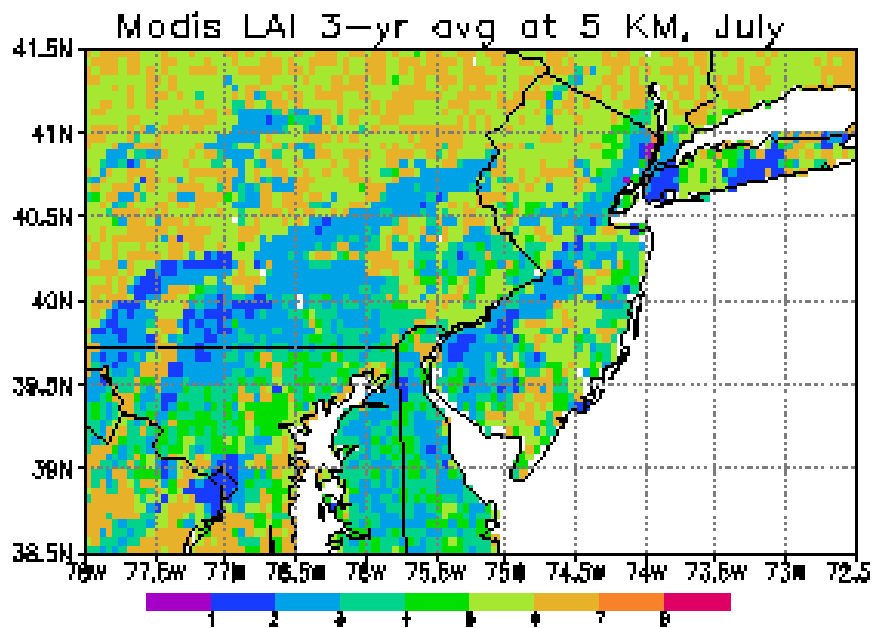 Modis LAI 3-yr avg at 5 KM, July
41.5N
41N
40.5N
40N
39.5N
39N
38.5N
78W 77.5W 77W 76.5W 76W 75.5W 75W 74.5W 74W 73.5W 73W 72.5
1 2 3 4 5 6 7 8